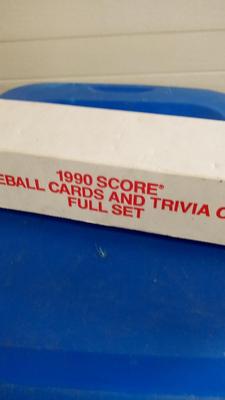 1990 SCORE®
EBALL CARDS AND TRIVIA C
FULL SET